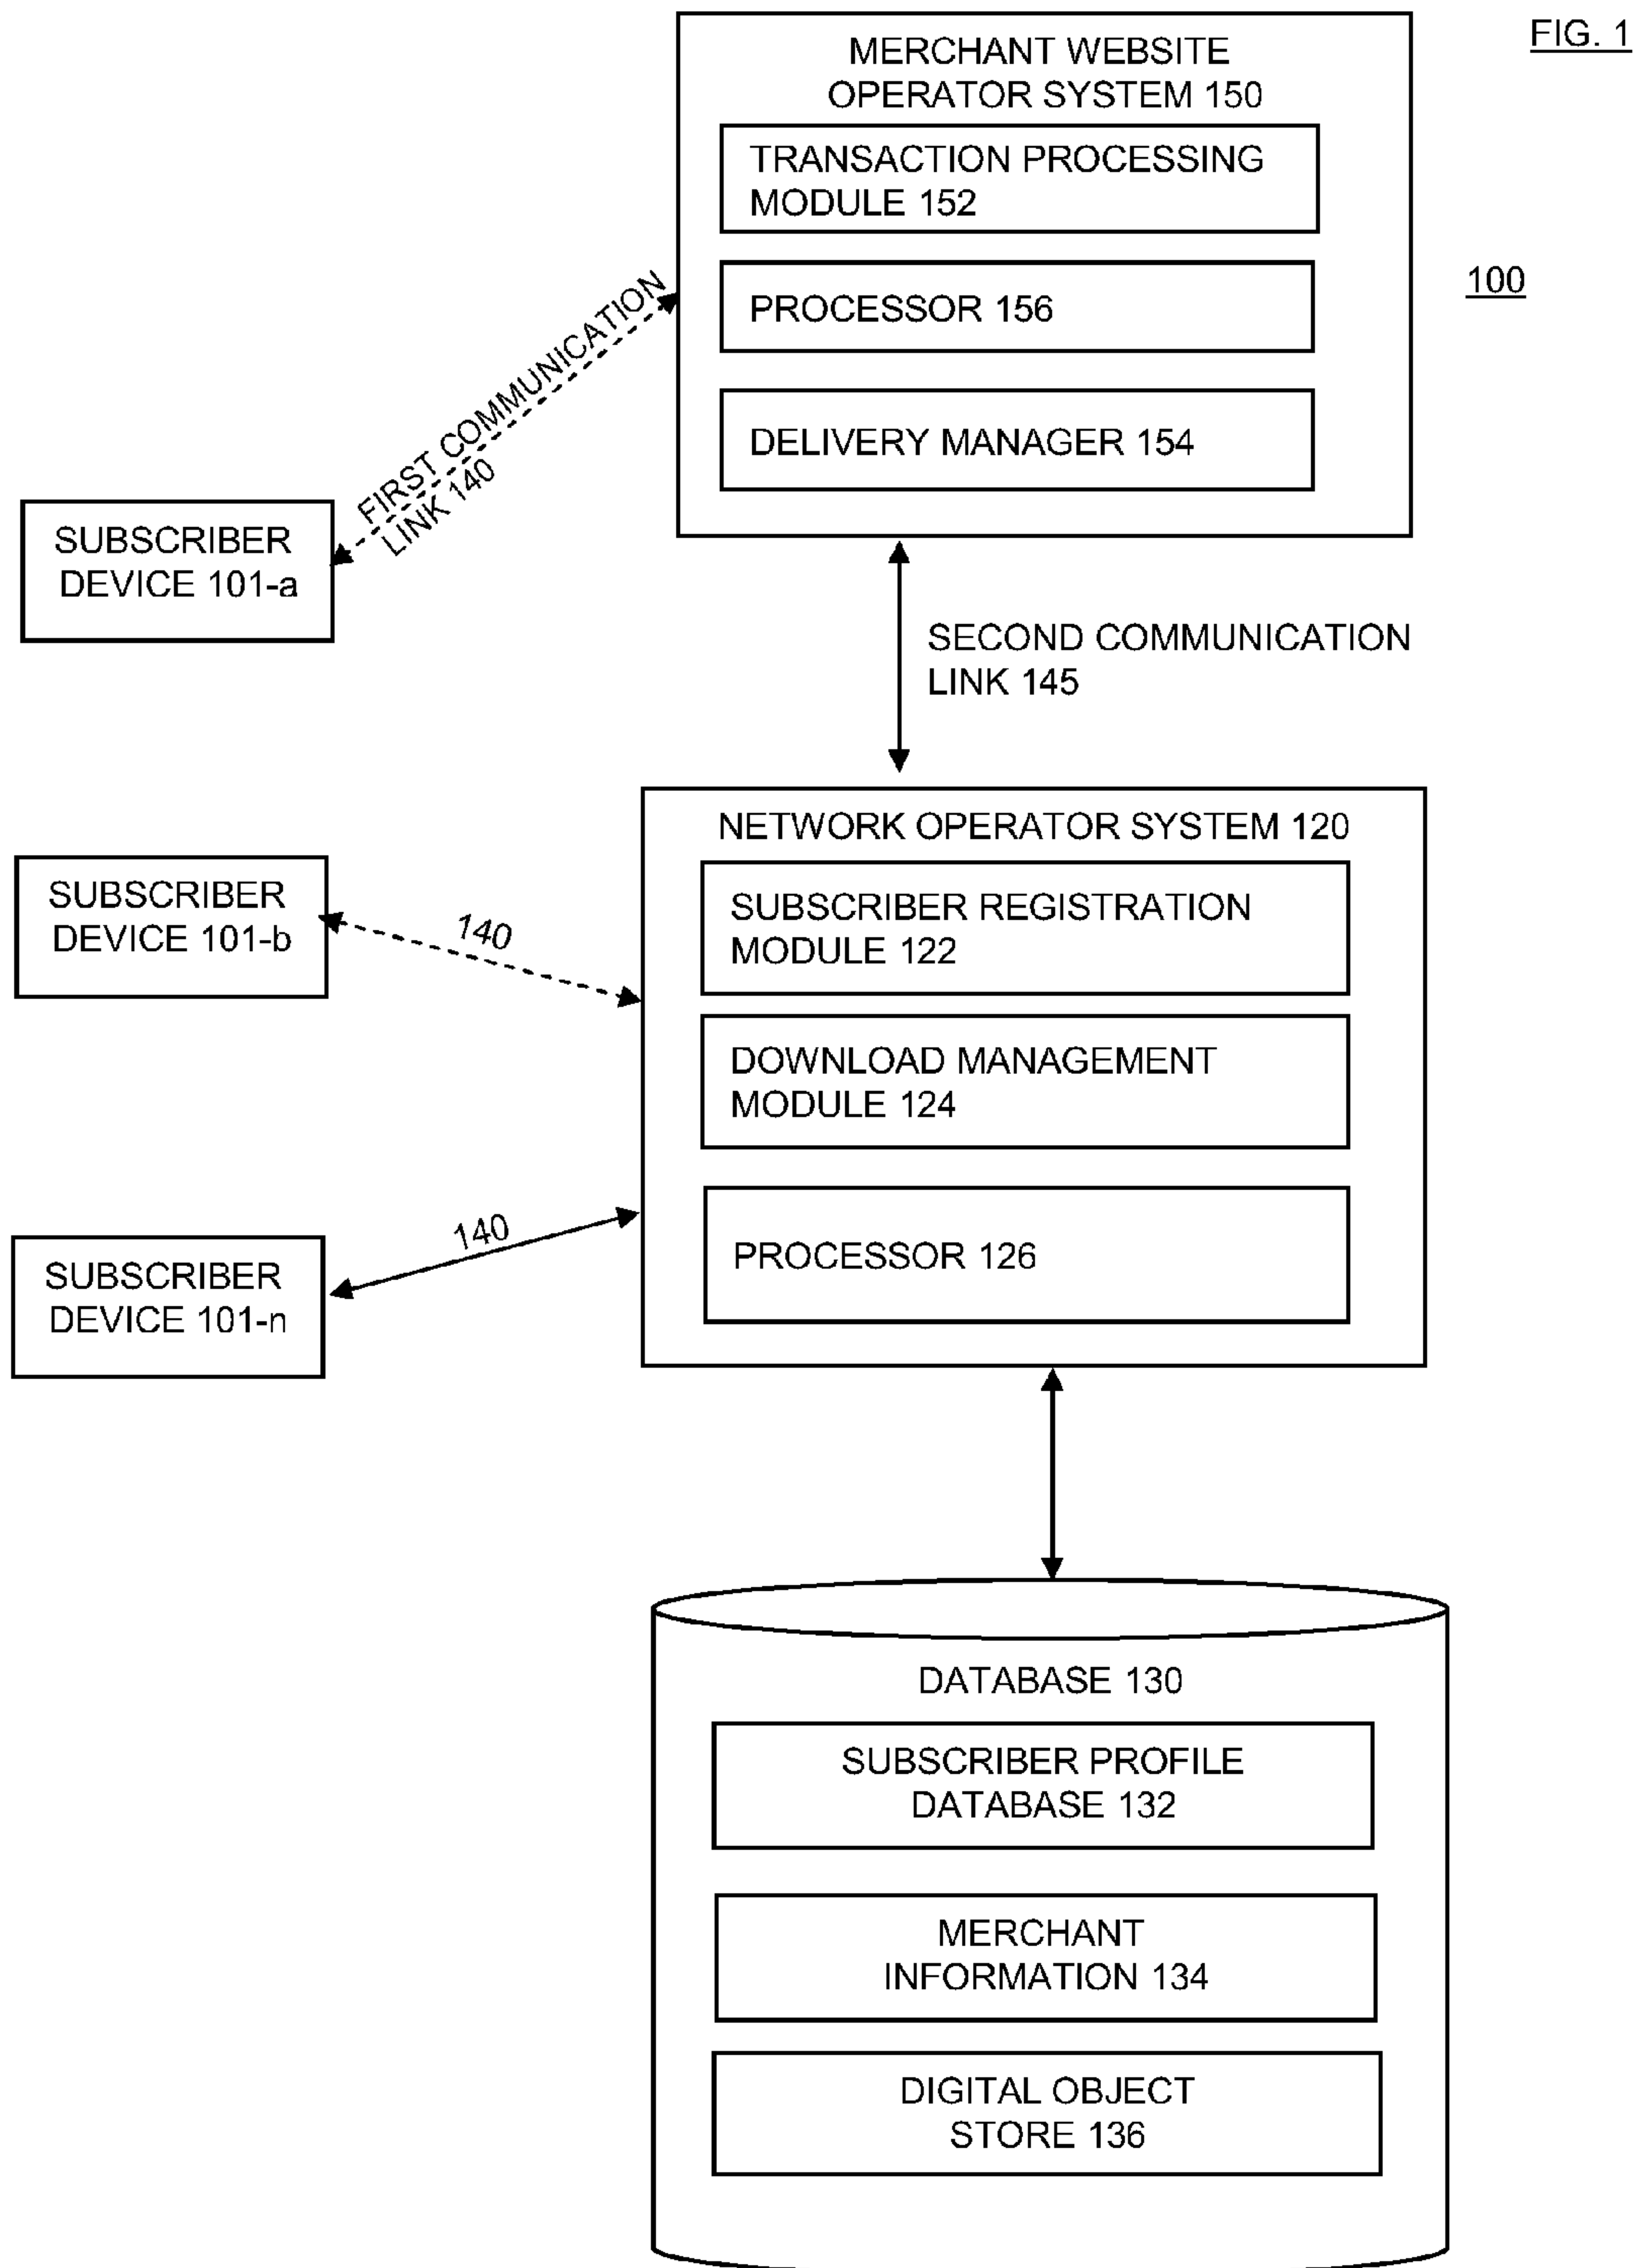 FIG. 1
MERCHANT WEBSITE
OPERATOR SYSTEM 150
TRANSACTION PROCESSING
MODULE 152
PROCESSOR 156
DELIVERY MANAGER 154
100
FIRST COMMUNICATION
LINK 140
SUBSCRIBER
DEVICE 101-a
SECOND COMMUNICATION
LINK 145
NETWORK OPERATOR SYSTEM 120
SUBSCRIBER REGISTRATION
MODULE 122
DOWNLOAD MANAGEMENT
MODULE 124
PROCESSOR 126
SUBSCRIBER
DEVICE 101-b
140
SUBSCRIBER
DEVICE 101-n
140
DATABASE 130
SUBSCRIBER PROFILE
DATABASE 132
MERCHANT
INFORMATION 134
DIGITAL OBJECT
STORE 136